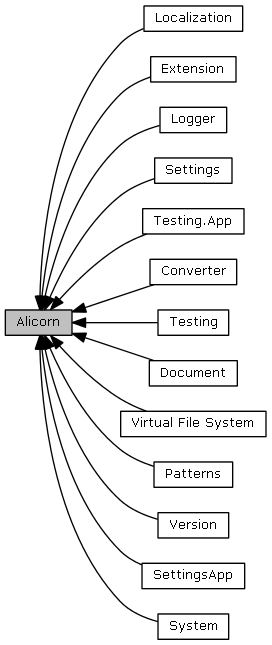 Localization
Extension
Logger
Settings
Testing.App
Converter
Alicorn
Testing
Document
Virtual File System
Patterns
Version
SettingsApp
System